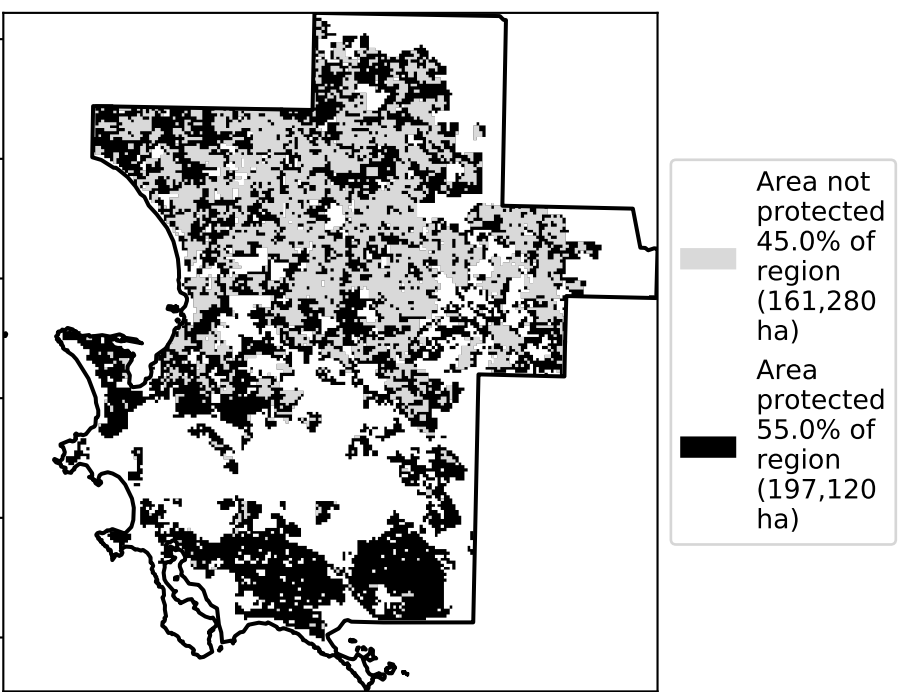 Area not
protected
45.0% of
region
(161,280
ha)
Area
protected
55.0% of
region
(197,120
ha)